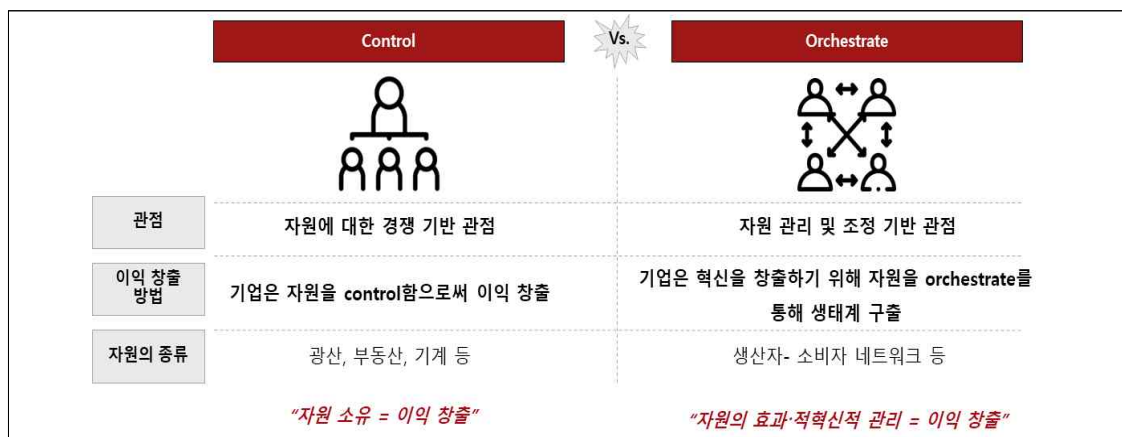 Control
Vs.
Orchestrate
관점
자원에 대한 경쟁 기반 관점
자원 관리 및 조정 기반 관점
이익 창출
방법
기업은 자원을 control함으로써 이익 창출
기업은 혁신을 창출하기 위해 자원을 orchestrate를
통해 생태계 구출
자원의 종류
광산, 부동산, 기계 등
생산자- 소비자 네트워크 등
“자원 소유 = 이익 창출”
“자원의 효과·적혁신적 관리 = 이익 창출”